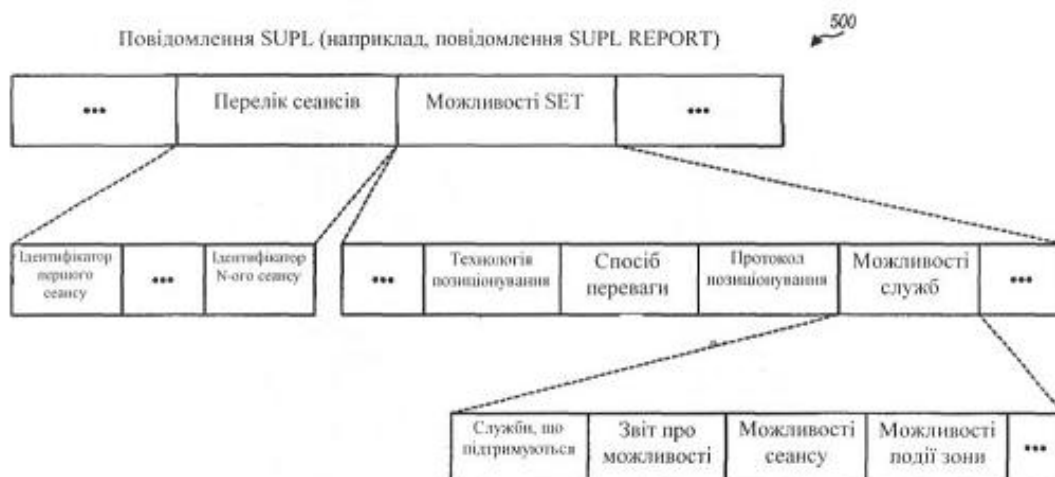 500
Повідомлення SUPL (наприклад, повідомлення SUPL REPORT)
••• Перелік сеансів Можливості SET •••
Ідентифікатор
першого
сеансу
•••
Ідентифікатор
N-ого сеансу
•••
Технологія
позиціонування
Спосіб
переваги
Протокол
позиціонування
Можливості
служб
•••
Служби, що
підтримуються
Звіт про
можливості
Можливості
сеансу
Можливості
події зони
•••